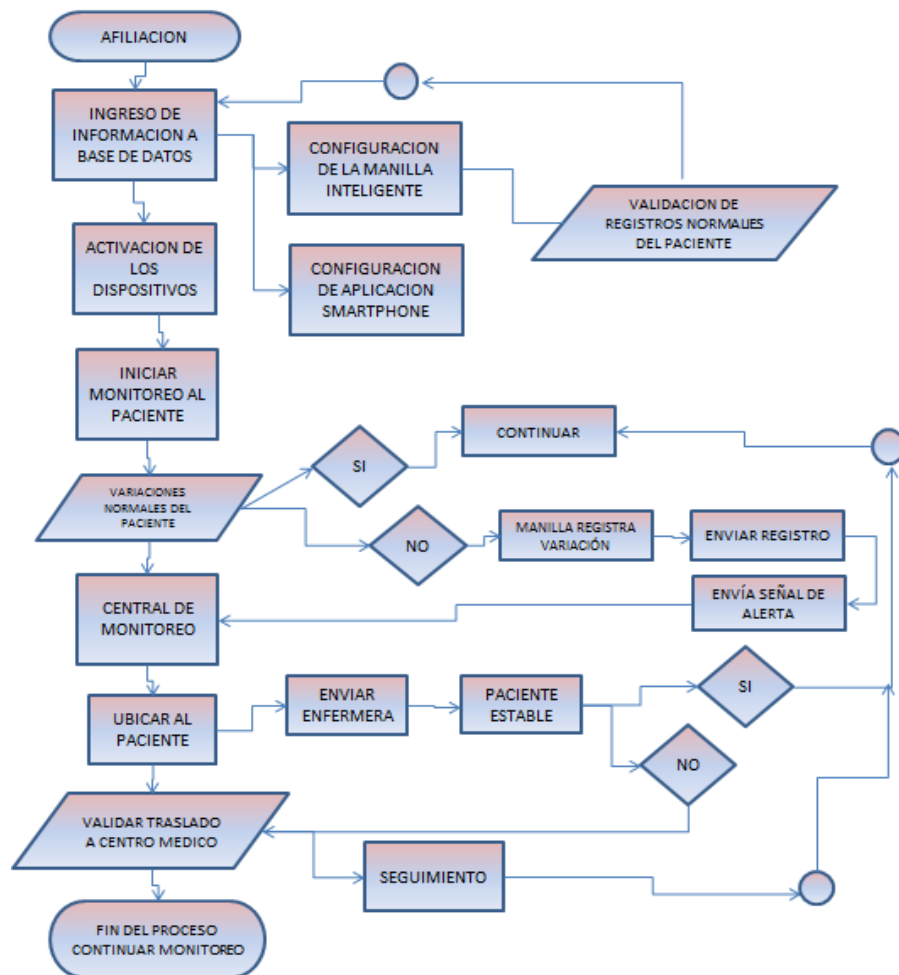 AFILIACION
INGRESO DE
INFORMACION A
BASE DE DATOS
CONFIGURACION
DE LA MANILLA
INTELIGENTE
VALIDACION DE
REGISTROS NORMALES
DEL PACIENTE
ACTIVACION DE
LOS
DISPOSITIVOS
CONFIGURACION
DE APLICACION
SMARTPHONE
INICIAR
MONITOREO AL
PACIENTE
CONTINUAR
SI
VARIACIONES
NORMALES DEL
PACIENTE
NO
MANILLA REGISTRA
VARIACIÓN
ENVIAR REGISTRO
ENVÍA SEÑAL DE
ALERTA
CENTRAL DE
MONITOREO
UBICAR AL
PACIENTE
ENVIAR
ENFERMERA
PACIENTE
ESTABLE
SI
NO
VALIDAR TRASLADO
A CENTRO MEDICO
SEGUIMIENTO
FIN DEL PROCESO
CONTINUAR MONITOREO